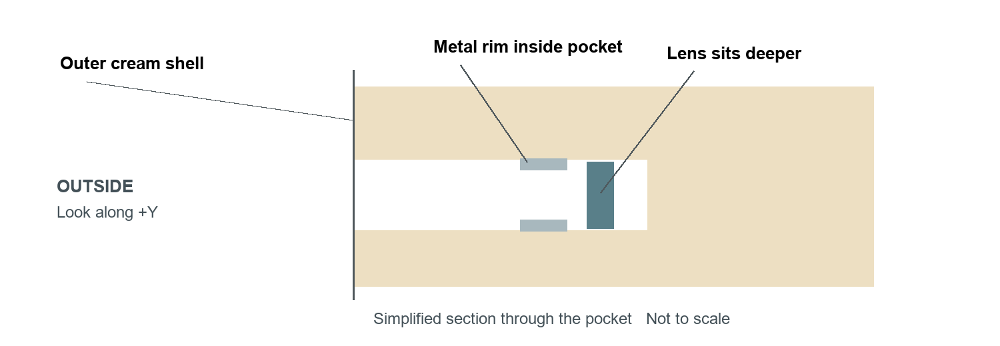 Metal rim inside pocket
Lens sits deeper
Outer cream shell
OUTSIDE
Look along +Y
Simplified section through the pocket Not to scale